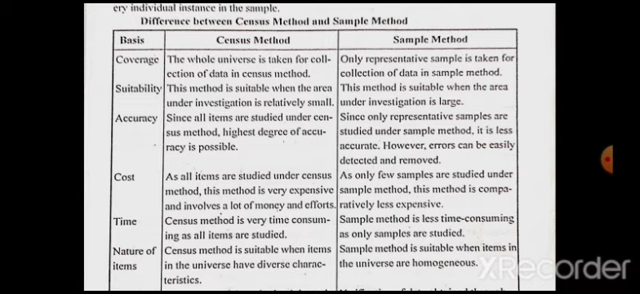 ery individual instance in the sample.
Difference between Census Method and Sample Method
Basis Census Method Sample Method
Coverage The whole universe is taken for coll- Only representative sample is taken for
ection of data in census method. collection of data in sample method.
Suitability This method is suitable when the area This method is suitable when the area
under investigation is relatively small. under investigation is large.
Accuracy Since all items are studied under cen- Since only representative samples, are
sus method, highest degree of accu- studied under sample method, it is less
racy is possible. accurate. However, errors can be easily
detected and removed.
Cost As all items are studied under census As only few samples are studied under
method, this method is very expensive sample method, this method is compa-
and involves a lot of money and efforts. ratively less expensive.
Time Census method is very time consum- Sample method is less time-consuming
ing as all items are studied. as only samples are studied.
Nature of Census method is suitable when items Sample method is suitable when items in
items in the universe have diverse charac- the universe are homogeneous.
teristics.
XRecorder